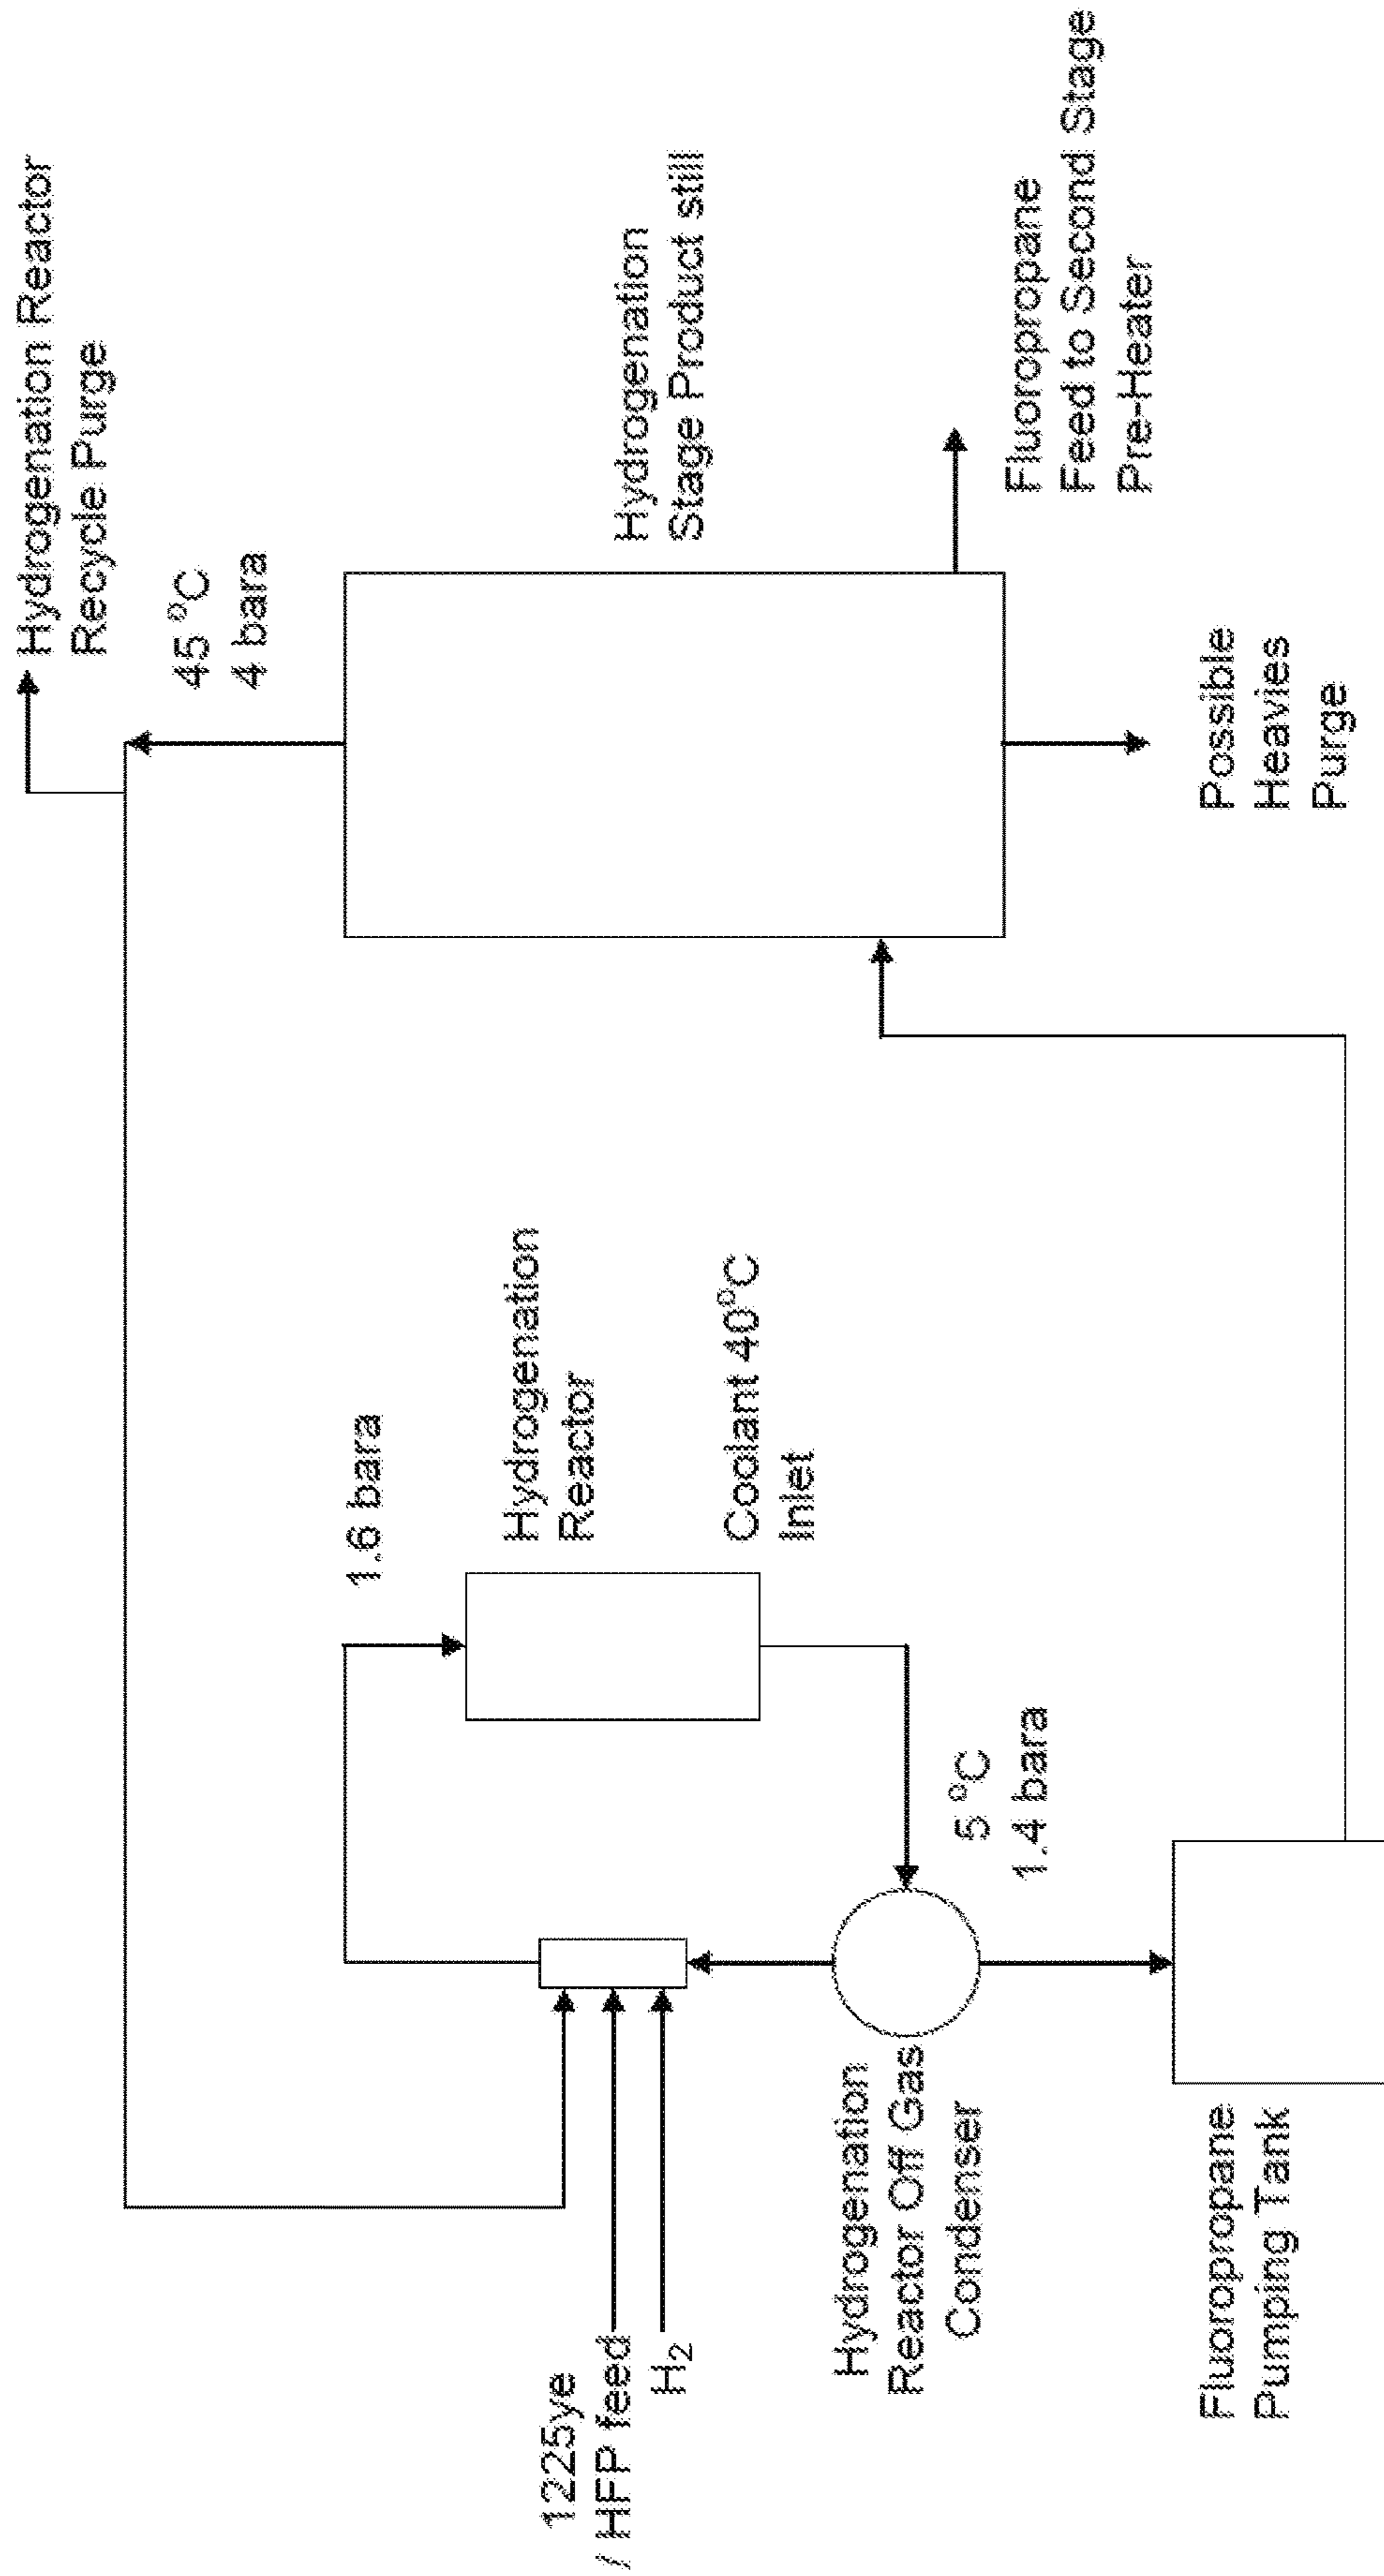 Hydrogenation Reactor
Recycle Purge
45 °C
4 bara
1.6 bara
Hydrogenation
Reactor
Coolant 40°C
Inlet
Hydrogenation
Stage Product still
1225ye
/ HFP feed
H₂
Hydrogenation
Reactor Off Gas
Condenser
5 °C
1.4 bara
Fluoropropane
Feed to Second Stage
Pre-Heater
Fluoropropane
Pumping Tank
Possible
Heavies
Purge